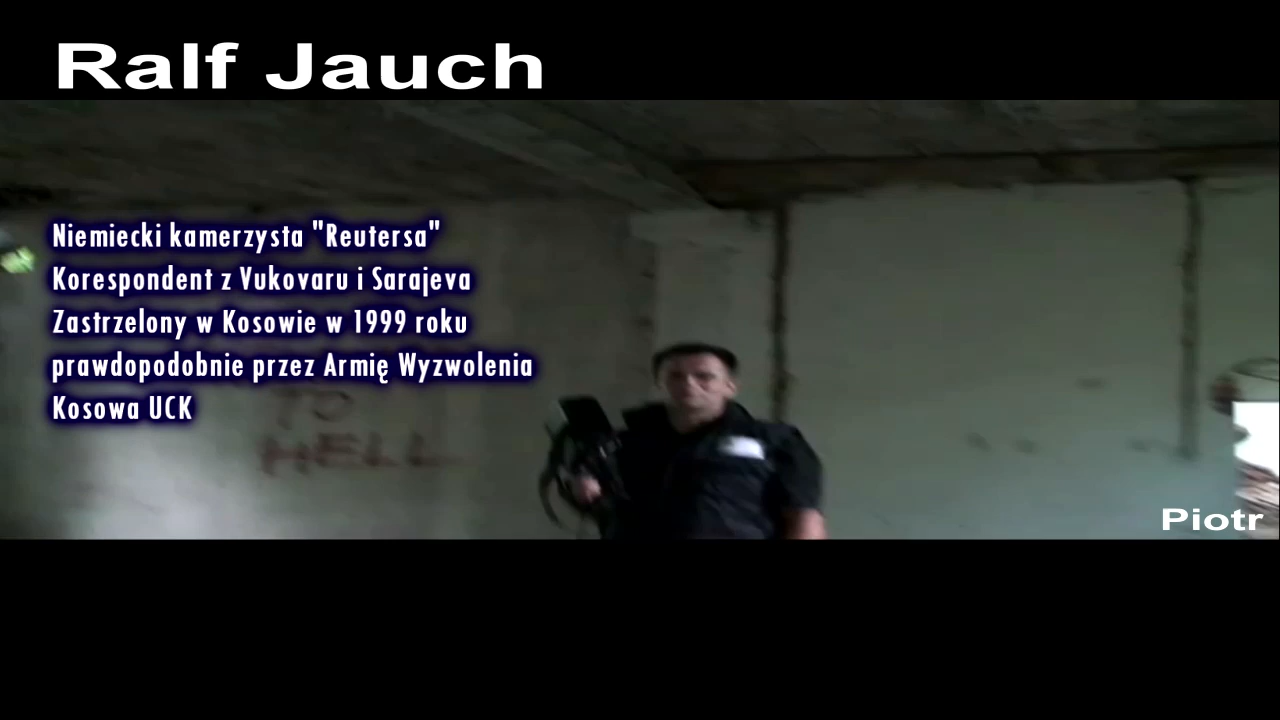 Ralf Jauch
Niemiecki kamerzysta "Reutersa"
Korespondent z Vukovaru i Sarajeva
Zastrzelony w Kosowie w 1999 roku
prawdopodobnie przez Armię Wyzwolenia
Kosowa UCK
TO
HELL
Piotr